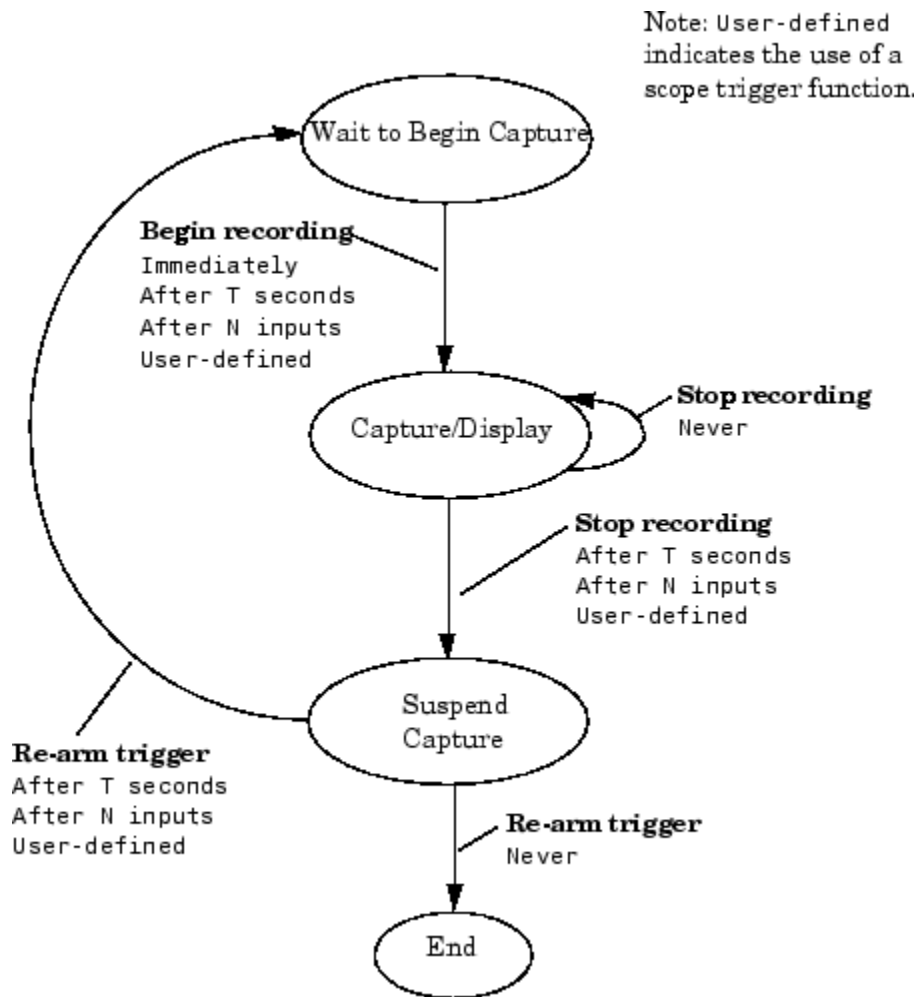 Note: User-defined
indicates the use of a
scope trigger function.
Wait to Begin Capture
Begin recording
Immediately
After T seconds
After N inputs
User-defined
Capture/Display
Stop recording
Never
Stop recording
After T seconds
After N inputs
User-defined
Suspend
Capture
Re-arm trigger
After T seconds
After N inputs
User-defined
Re-arm trigger
Never
End